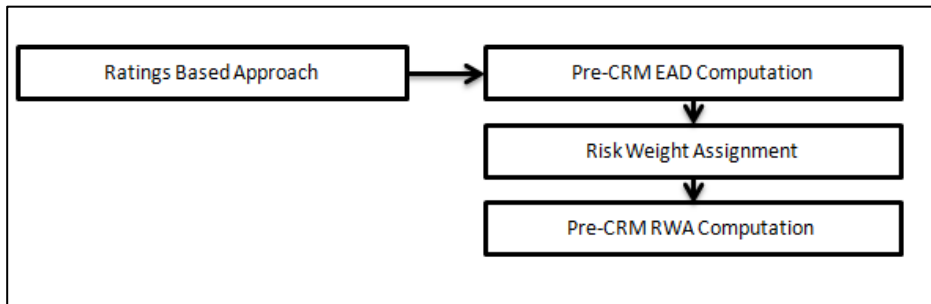 Ratings Based Approach
Pre-CRM EAD Computation
Risk Weight Assignment
Pre-CRM RWA Computation